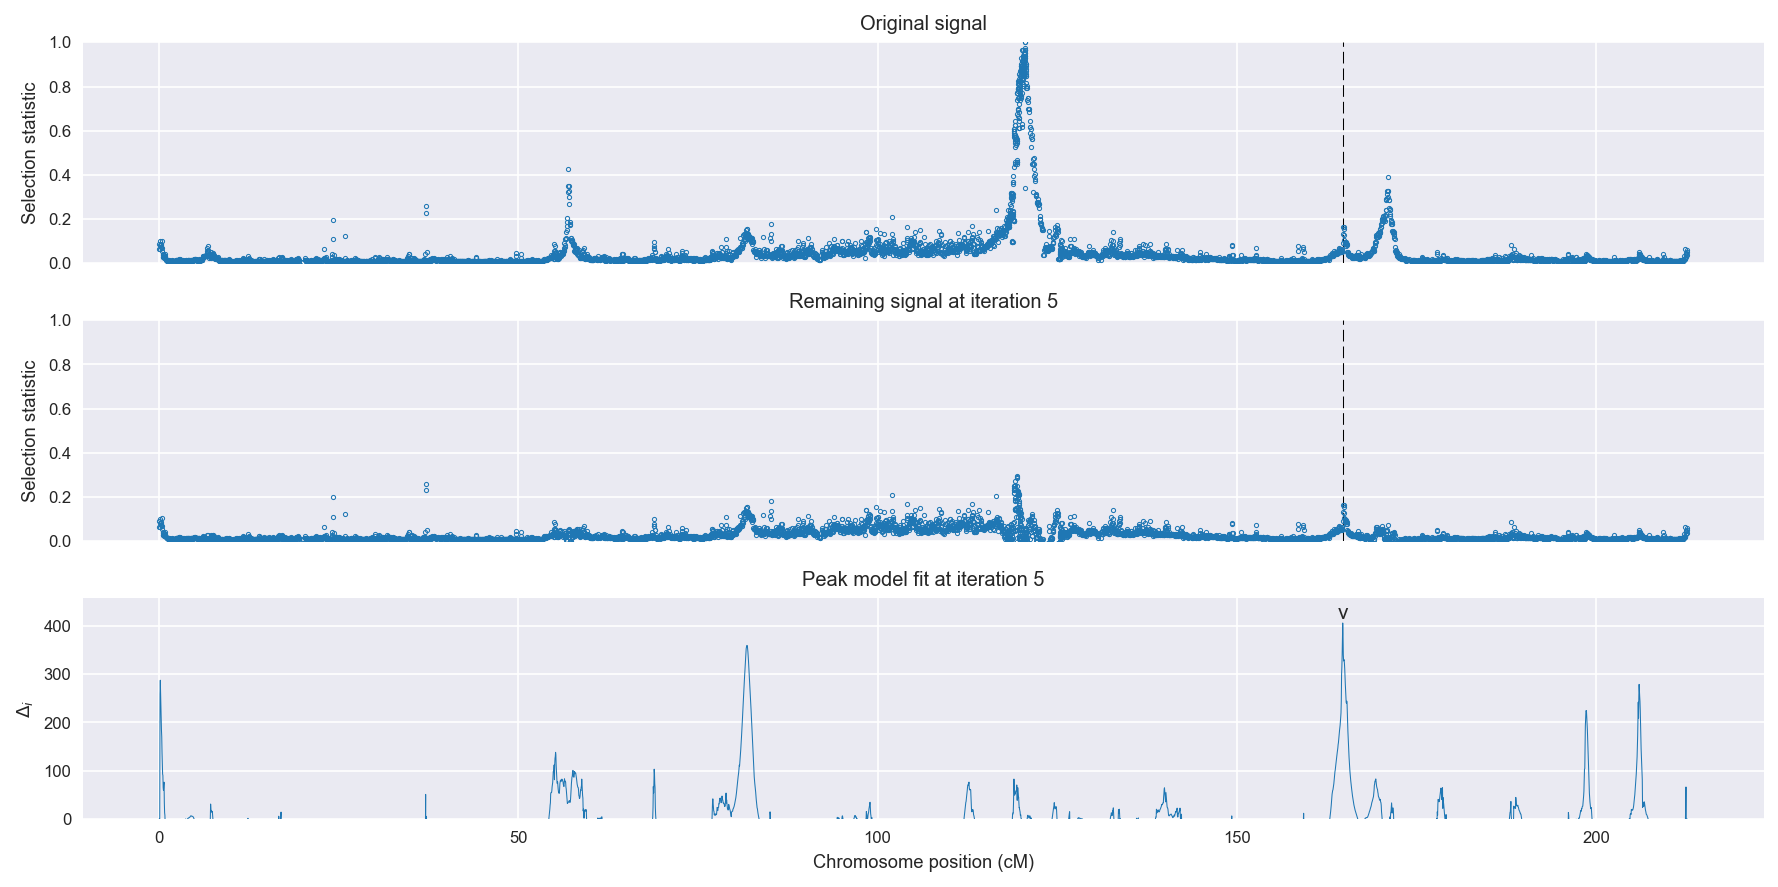 Original signal
1.0
0.8
0.6
0.4
0.2
0.0
Selection statistic
Remaining signal at iteration 5
1.0
0.8
0.6
0.4
0.2
0.0
Selection statistic
Peak model fit at iteration 5
v
400
300
200
100
0
Δi
0 50 100 150 200
Chromosome position (cM)